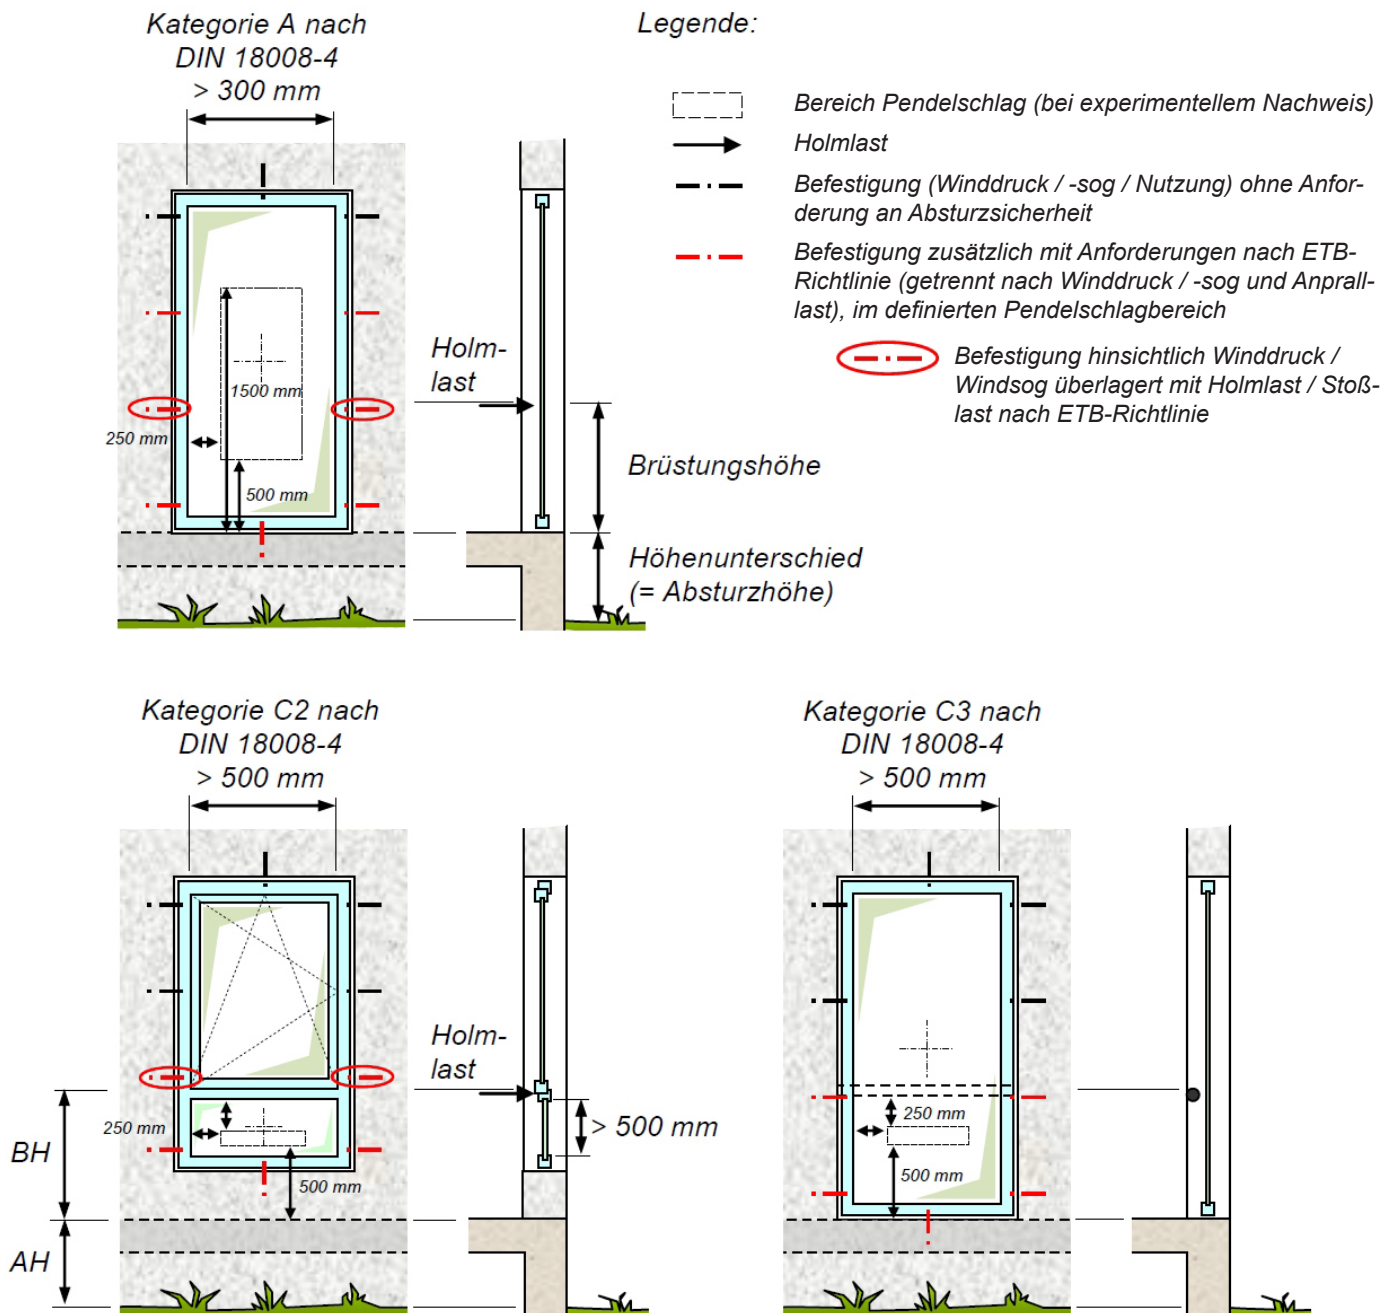 Kategorie A nach
DIN 18008-4
> 300 mm
Legende:
Bereich Pendelschlag (bei experimentellem Nachweis)
Holmlast
Befestigung (Winddruck / -sog / Nutzung) ohne Anfor-
derung an Absturzsicherheit
Befestigung zusätzlich mit Anforderungen nach ETB-
Richtlinie (getrennt nach Winddruck / -sog und Anprall-
last), im definierten Pendelschlagbereich
Befestigung hinsichtlich Winddruck /
Windsog überlagert mit Holmlast / Stoß-
last nach ETB-Richtlinie
1500 mm
250 mm
500 mm
Holm-
last
Brüstungshöhe
Höhenunterschied
(= Absturzhöhe)
Kategorie C2 nach
DIN 18008-4
> 500 mm
250 mm
500 mm
BH
AH
Holm-
last
> 500 mm
Kategorie C3 nach
DIN 18008-4
> 500 mm
250 mm
500 mm